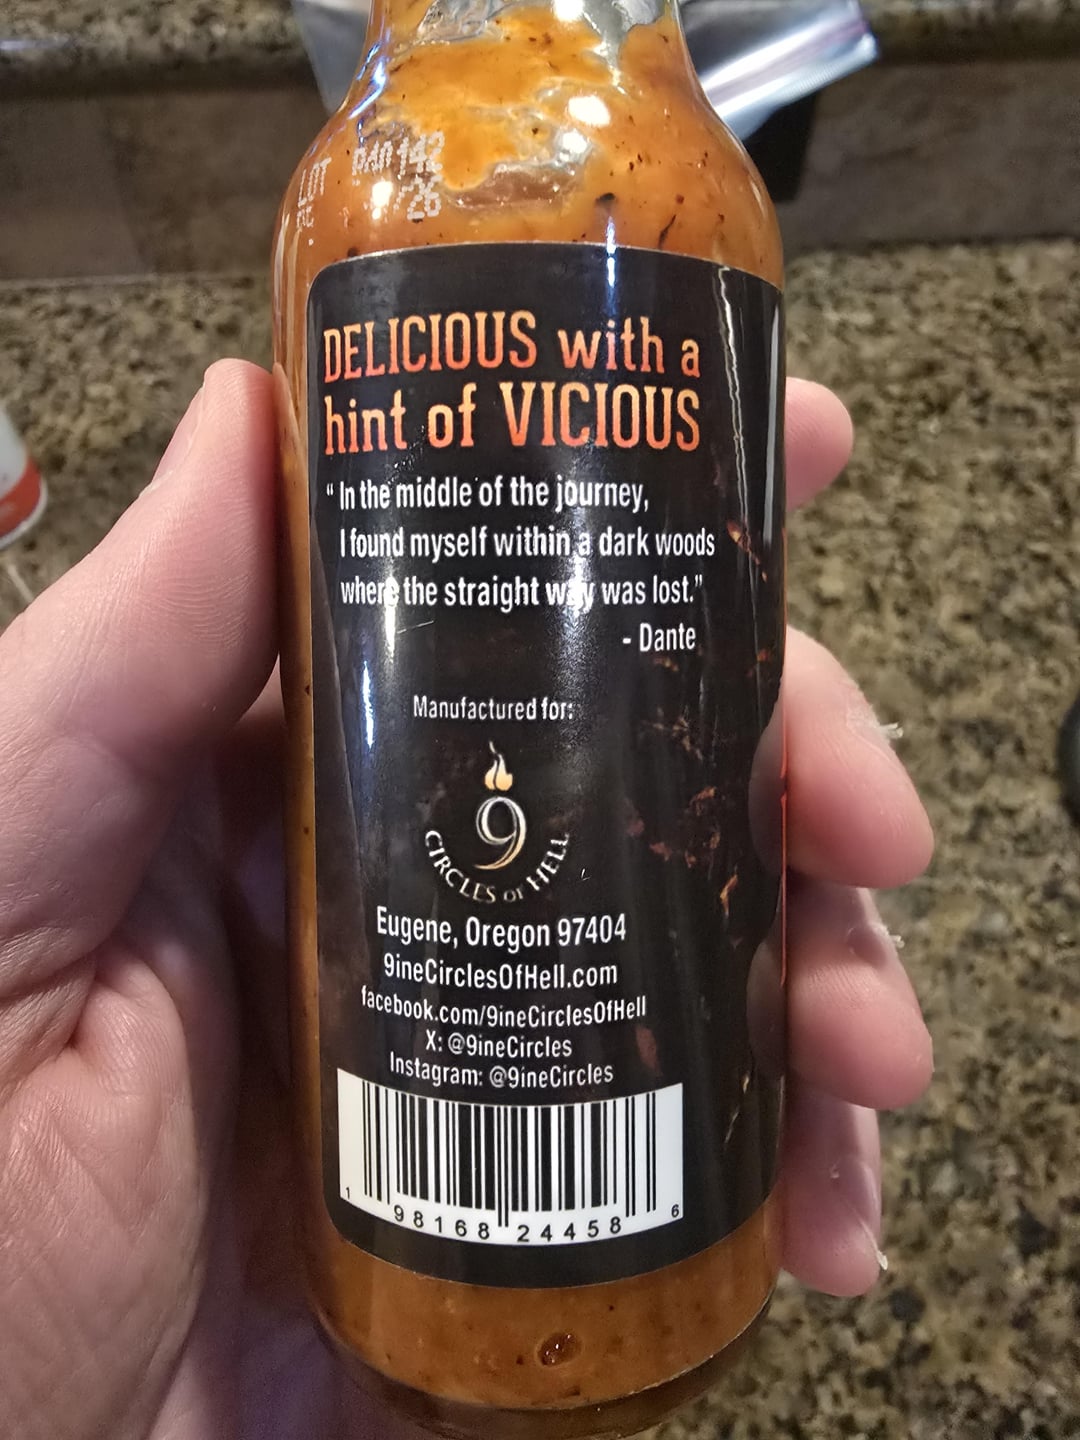 LOT
DELICIOUS with a
hint of VICIOUS
“ In the middle of the journey,
I found myself within a dark woods
where the straight way was lost.”
- Dante
Manufactured for:
9
CIRCLES OF HELL
Eugene, Oregon 97404
9ineCirclesOfHell.com
facebook.com/9ineCirclesOfHell
X: @9ineCircles
Instagram: @9ineCircles
1 98168 24458 6